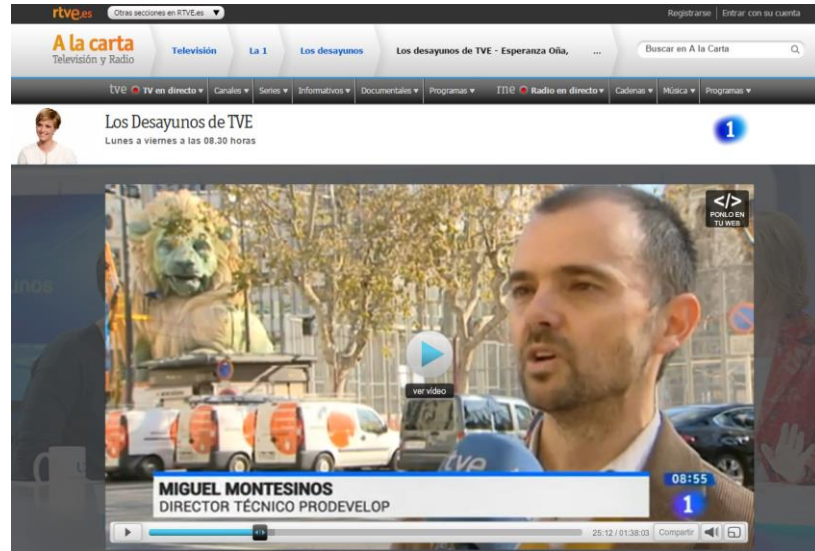 rtve.es Otras secciones en RTVE.es ▼ Registrarse | Entrar con su cuenta
A la carta
Televisión y Radio
Televisión La 1 Los desayunos Los desayunos de TVE - Esperanza Oña, ... Buscar en A la Carta
tve TV en directo ▾ Canales ▾ Series ▾ Informativos ▾ Documentales ▾ Programas ▾ rne Radio en directo ▾ Cadenas ▾ Música ▾ Programas ▾
Los Desayunos de TVE
Lunes a viernes a las 08.30 horas
1
</>
PONLO EN
TU WEB
unos
ver vídeo
tve
08:55
MIGUEL MONTESINOS
DIRECTOR TÉCNICO PRODEVELOP
1
25:12 / 01:38:03 Compartir